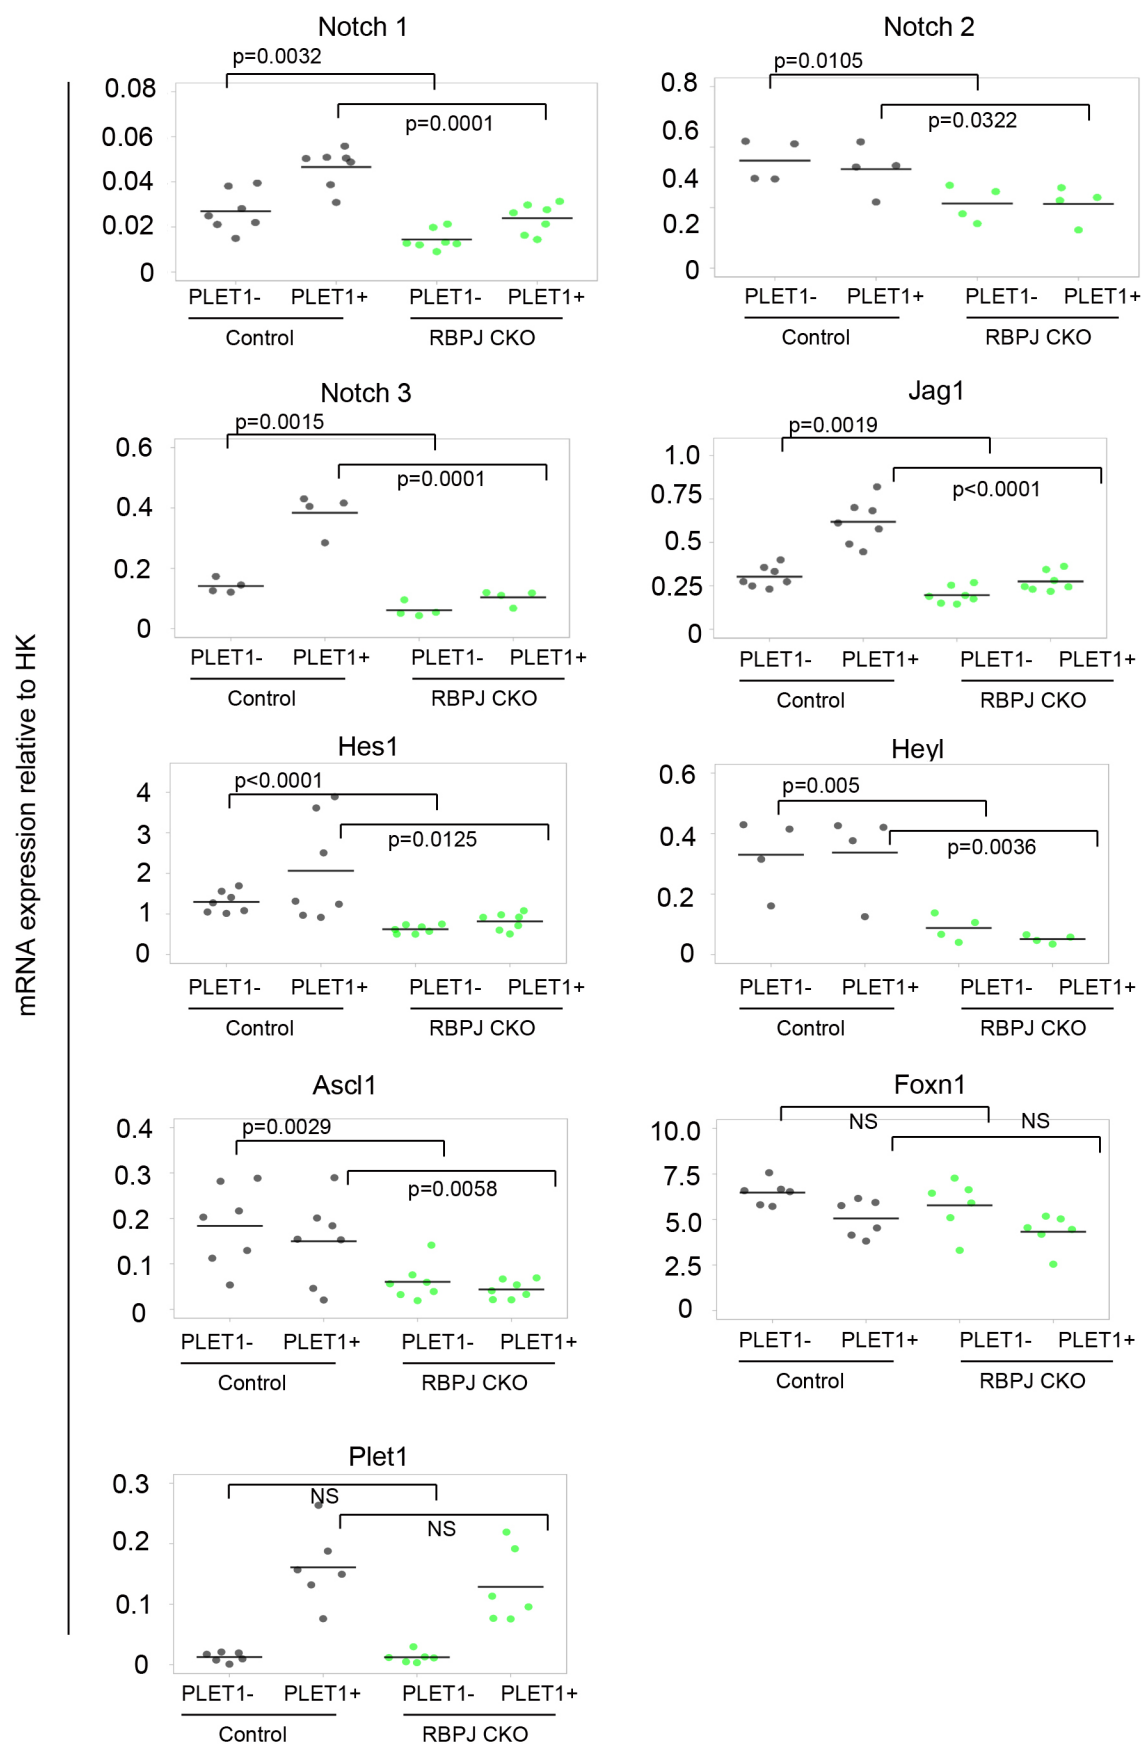 mRNA expression relative to HK
Notch 1
p=0.0032
p=0.0001
0.08
0.06
0.04
0.02
0
PLET1- PLET1+ PLET1- PLET1+
Control RBPJ CKO
Notch 2
p=0.0105
p=0.0322
0.8
0.6
0.4
0.2
0
PLET1- PLET1+ PLET1- PLET1+
Control RBPJ CKO
Notch 3
p=0.0015
p=0.0001
0.6
0.4
0.2
0
PLET1- PLET1+ PLET1- PLET1+
Control RBPJ CKO
Jag1
p=0.0019
p<0.0001
1.0
0.75
0.5
0.25
0
PLET1- PLET1+ PLET1- PLET1+
Control RBPJ CKO
Hes1
p<0.0001
p=0.0125
4
3
2
1
0
PLET1- PLET1+ PLET1- PLET1+
Control RBPJ CKO
Heyl
p=0.005
p=0.0036
0.6
0.4
0.2
0
PLET1- PLET1+ PLET1- PLET1+
Control RBPJ CKO
Ascl1
p=0.0029
p=0.0058
0.4
0.3
0.2
0.1
0
PLET1- PLET1+ PLET1- PLET1+
Control RBPJ CKO
Foxn1
NS NS
10.0
7.5
5.0
2.5
0
PLET1- PLET1+ PLET1- PLET1+
Control RBPJ CKO
Plet1
NS
NS
0.3
0.2
0.1
0
PLET1- PLET1+ PLET1- PLET1+
Control RBPJ CKO